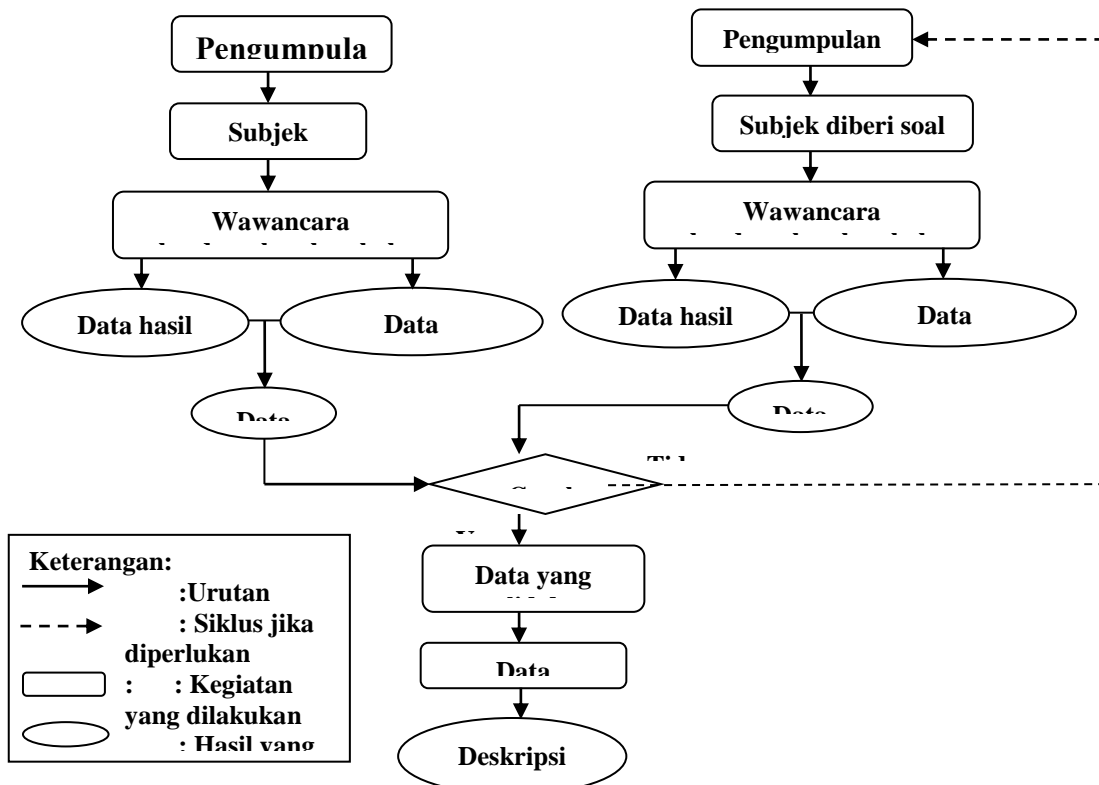 Pengumpula
Subjek
Wawancara
Data hasil
Data
Data
Pengumpulan
Subjek diberi soal
Wawancara
Data hasil
Data
Data
Data yang
Data
Deskripsi
Keterangan:
:Urutan
: Siklus jika
diperlukan
: : Kegiatan
yang dilakukan
: Hasil yang